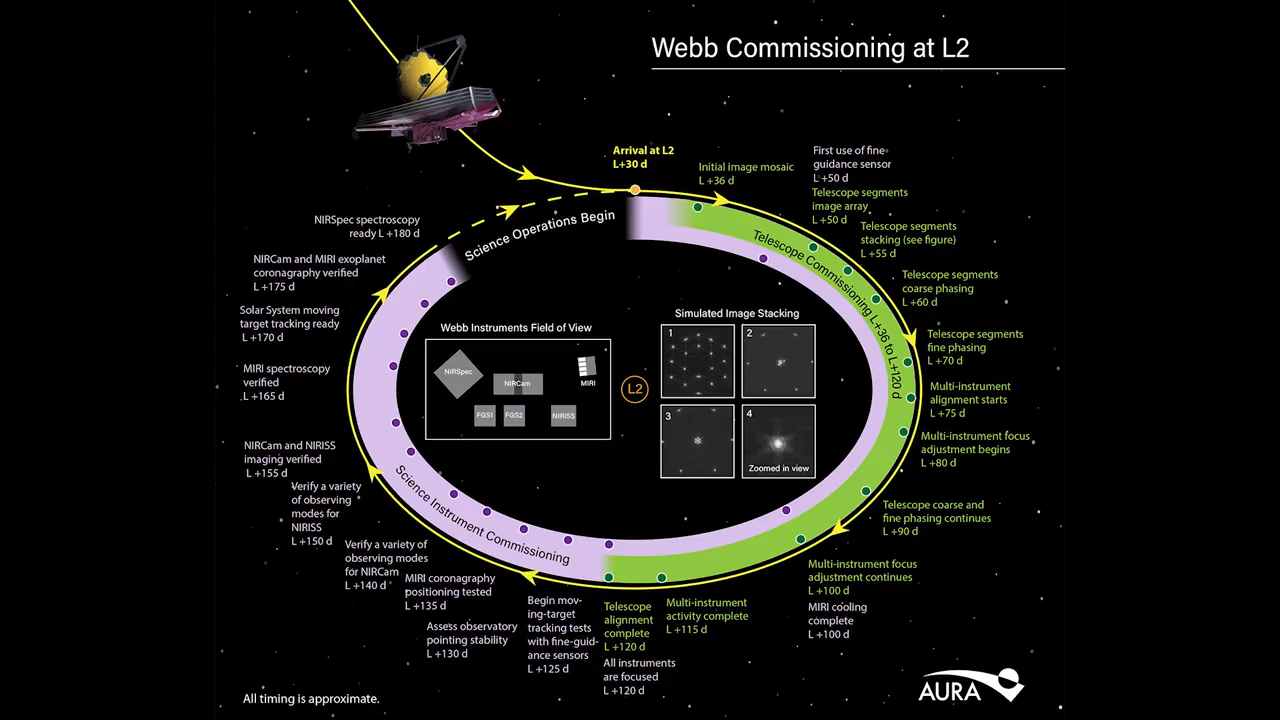 Webb Commissioning at L2
Arrival at L2
L+30 d
Initial image mosaic
L +36 d
First use of fine-
guidance sensor
L +50 d
Telescope segments
image array
L +50 d
Telescope segments
stacking (see figure)
L +55 d
Telescope segments
coarse phasing
L +60 d
Telescope segments
fine phasing
L +70 d
Multi-instrument
alignment starts
L +75 d
Multi-instrument focus
adjustment begins
L +80 d
Telescope coarse and
fine phasing continues
L +90 d
Multi-instrument focus
adjustment continues
L +100 d
MIRI cooling
complete
L +100 d
Multi-instrument
activity complete
L +115 d
Telescope
alignment
complete
L +120 d
All instruments
are focused
L +120 d
Begin mov-
ing-target
tracking tests
with fine-guid-
ance sensors
L +125 d
Assess observatory
pointing stability
L +130 d
MIRI coronagraphy
positioning tested
L +135 d
Verify a variety of
observing modes
for NIRCam
L +140 d
Verify a variety
of observing
modes for
NIRISS
L +150 d
NIRCam and NIRISS
imaging verified
L +155 d
MIRI spectroscopy
verified
L +165 d
Solar System moving
target tracking ready
L +170 d
NIRCam and MIRI exoplanet
coronagraphy verified
L +175 d
NIRSpec spectroscopy
ready L +180 d
Science Operations Begin
Telescope Commissioning L+36 to L+120 d
Science Instrument Commissioning
Webb Instruments Field of View
NIRSpec
NIRCam
MIRI
FGS1
FGS2
NIRISS
L2
Simulated Image Stacking
1
2
3
4
Zoomed in view
All timing is approximate.
AURA